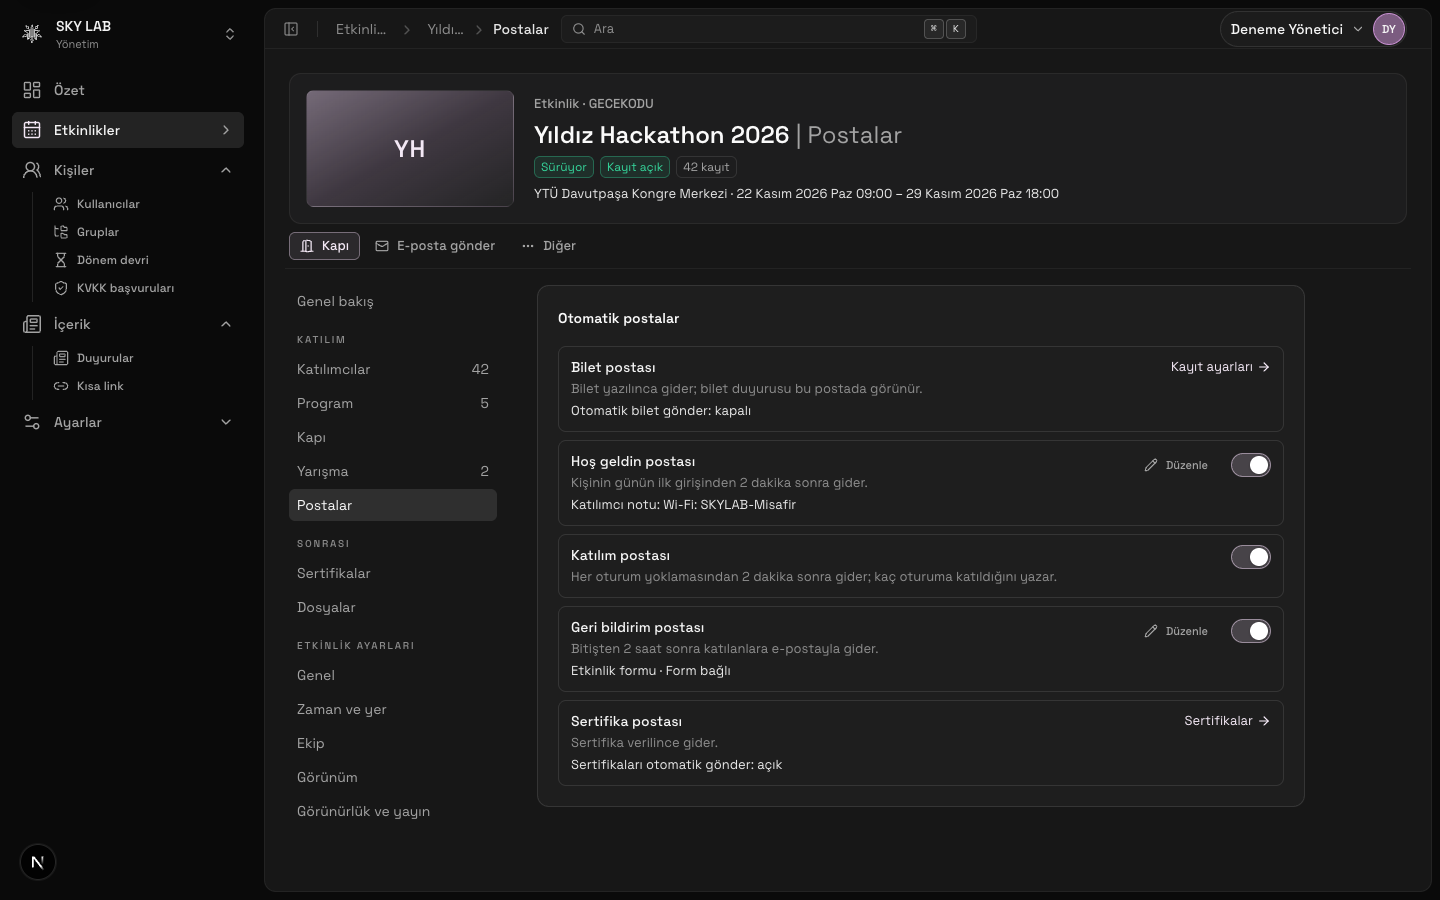 SKY LAB
Yönetim
Özet
Etkinlikler
Kişiler
Kullanıcılar
Gruplar
Dönem devri
KVKK başvuruları
İçerik
Duyurular
Kısa link
Ayarlar
N
Etkinli... > Yıldı... > Postalar
Ara
⌘ K
Deneme Yönetici
DY
YH
Etkinlik · GECEKODU
Yıldız Hackathon 2026 | Postalar
Sürüyor Kayıt açık 42 kayıt
YTÜ Davutpaşa Kongre Merkezi · 22 Kasım 2026 Paz 09:00 – 29 Kasım 2026 Paz 18:00
Kapı
E-posta gönder
Diğer
Genel bakış
KATILIM
Katılımcılar 42
Program 5
Kapı
Yarışma 2
Postalar
SONRASI
Sertifikalar
Dosyalar
ETKİNLİK AYARLARI
Genel
Zaman ve yer
Ekip
Görünüm
Görünürlük ve yayın
Otomatik postalar
Bilet postası
Kayıt ayarları →
Bilet yazılınca gider; bilet duyurusu bu postada görünür.
Otomatik bilet gönder: kapalı
Hoş geldin postası
Düzenle
Kişinin günün ilk girişinden 2 dakika sonra gider.
Katılımcı notu: Wi-Fi: SKYLAB-Misafir
Katılım postası
Her oturum yoklamasından 2 dakika sonra gider; kaç oturuma katıldığını yazar.
Geri bildirim postası
Düzenle
Bitişten 2 saat sonra katılanlara e-postayla gider.
Etkinlik formu · Form bağlı
Sertifika postası
Sertifikalar →
Sertifika verilince gider.
Sertifikaları otomatik gönder: açık